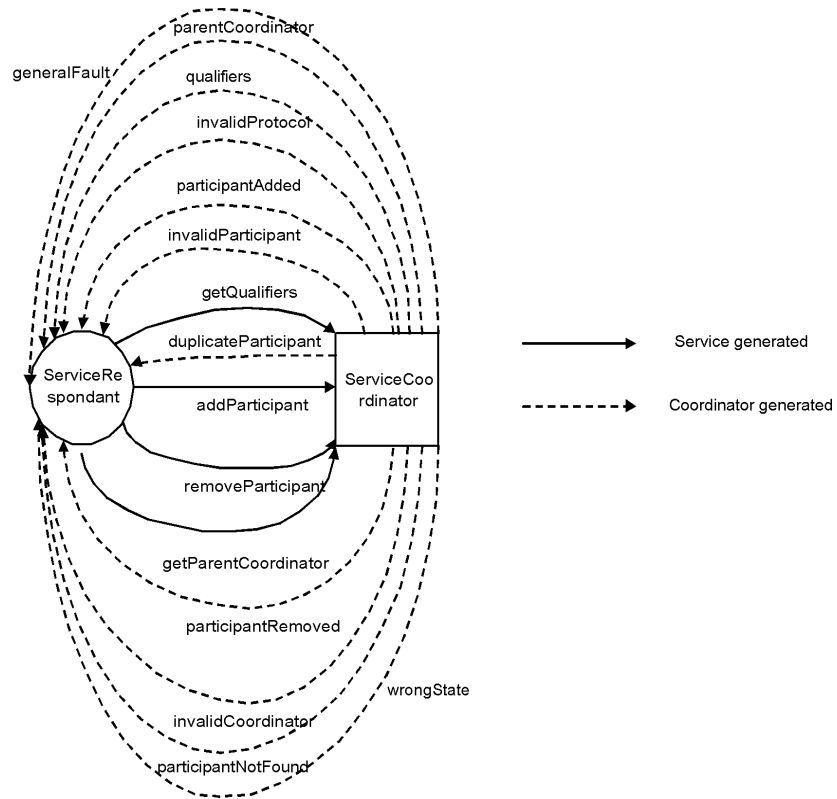 parentCoordinator
generalFault
qualifiers
invalidProtocol
participantAdded
invalidParticipant
getQualifiers
duplicateParticipant
Service generated
ServiceRe
spondant
ServiceCoo
rdinator
addParticipant
Coordinator generated
removeParticipant
getParentCoordinator
participantRemoved
wrongState
invalidCoordinator
participantNotFound